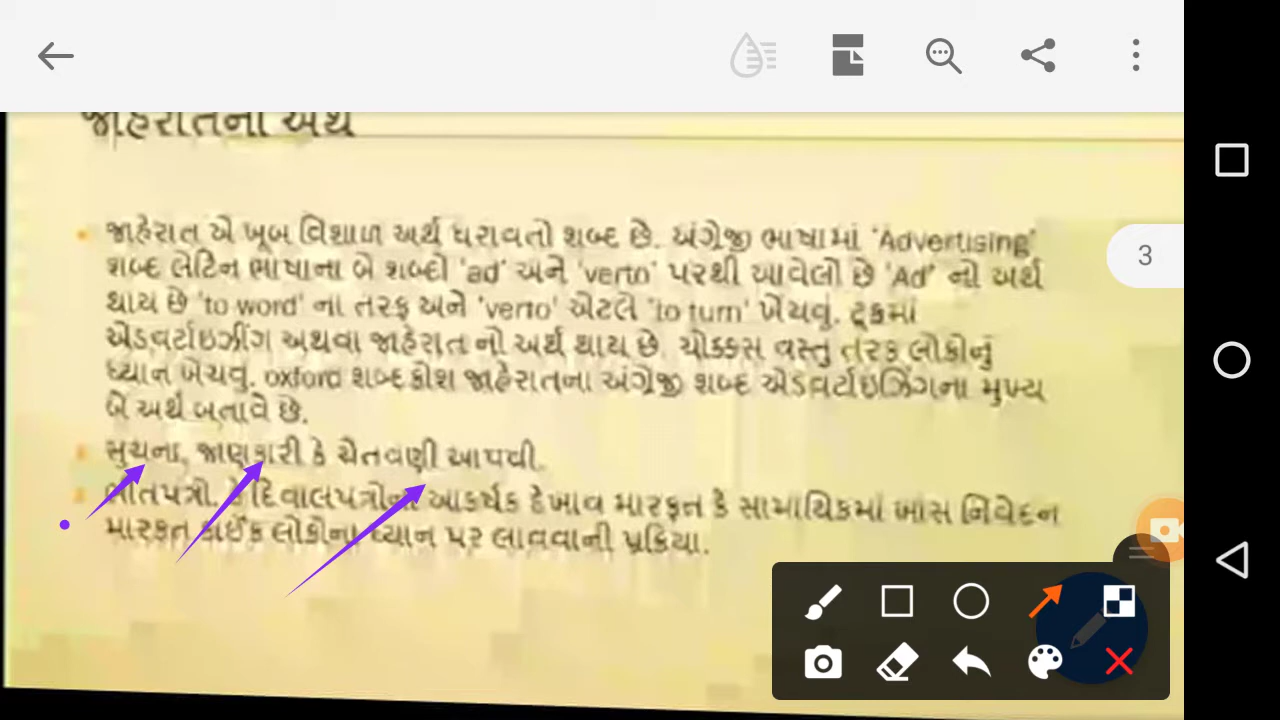 જાહેરાતનો અર્થ
જાહેરાત એ ખૂબ વિશાળ અર્થ ધરાવતો શબ્દ છે. અંગ્રેજી ભાષામાં 'Advertising'
3
શબ્દ લેટિન ભાષાના બે શબ્દો 'ad' અને 'verto' પરથી આવેલો છે 'Ad' નો અર્થ
થાય છે 'to word' ના તરફ અને 'verto' એટલે 'to turn' ખેંચવું. ટૂંકમાં
એડવર્ટાઇઝીંગ અથવા જાહેરાત નો અર્થ થાય છે. ચોક્કસ વસ્તુ તરફ લોકોનું
ધ્યાન ખેચવું. oxford શબ્દકોશ જાહેરાતના અંગ્રેજી શબ્દ એડવર્ટાઇઝિંગના મુખ્ય
બે અર્થ બતાવે છે.
સુચના, જાણકારી કે ચેતવણી આપવી.
ભીતપત્રો. કે દિવાલપત્રોના આકર્ષક દેખાવ મારફત કે સામાયિકમાં ખાસ નિવેદન
મારફત કાઈક લોકોના ધ્યાન પર લાવવાની પ્રક્રિયા.